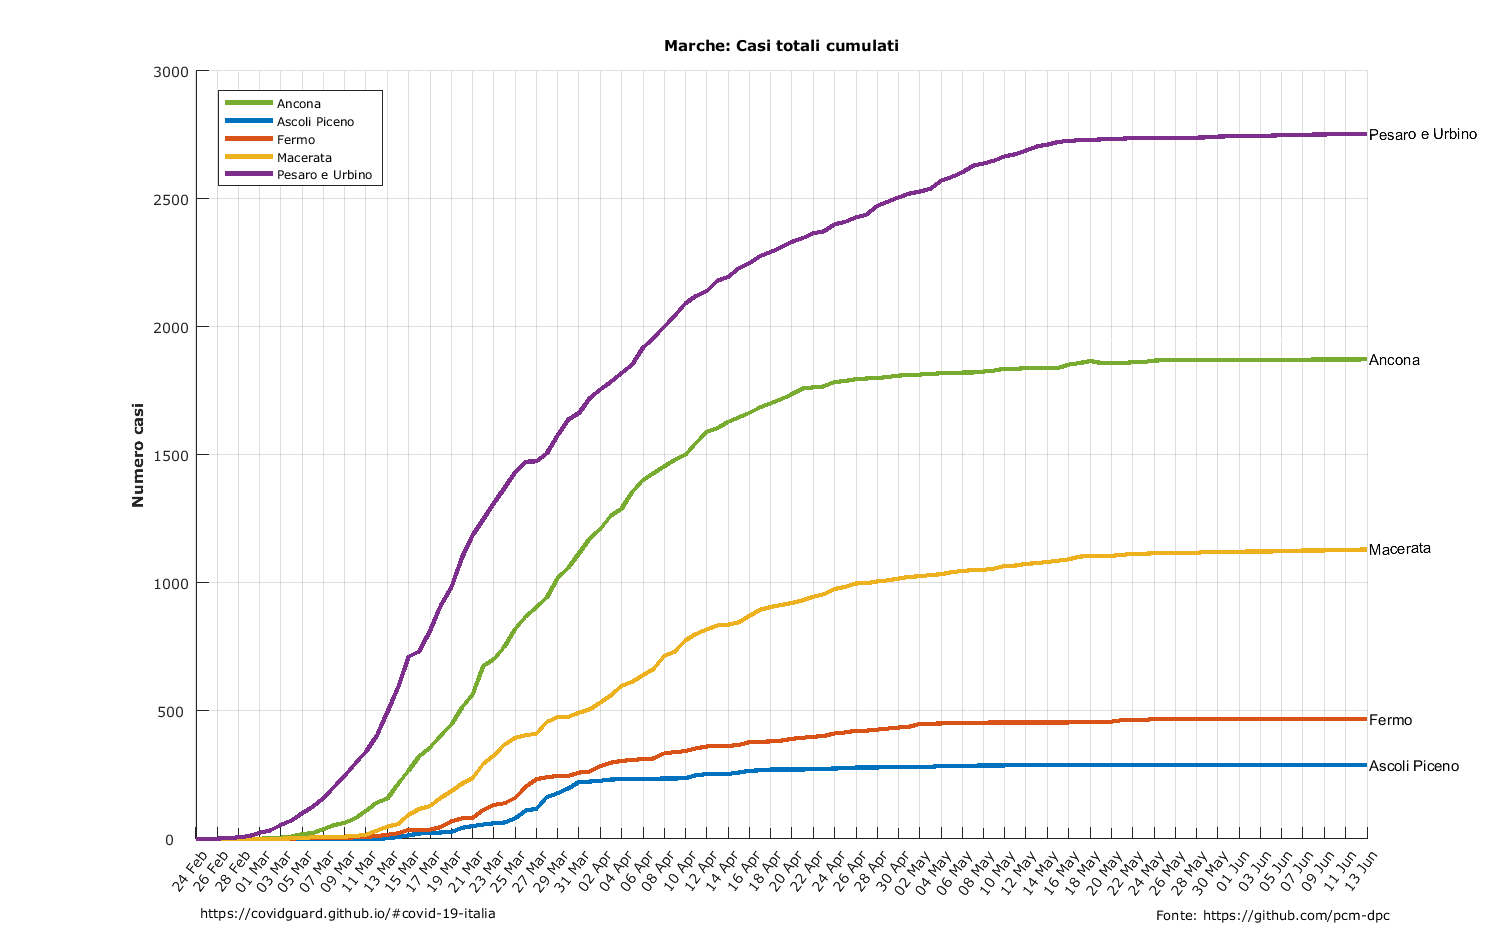 Marche: Casi totali cumulati
3000
2500
2000
1500
1000
500
0
Numero casi
Ancona
Ascoli Piceno
Fermo
Macerata
Pesaro e Urbino
Pesaro e Urbino
Ancona
Macerata
Fermo
Ascoli Piceno
24 Feb
26 Feb
28 Feb
01 Mar
03 Mar
05 Mar
07 Mar
09 Mar
11 Mar
13 Mar
15 Mar
17 Mar
19 Mar
21 Mar
23 Mar
25 Mar
27 Mar
29 Mar
31 Mar
02 Apr
04 Apr
06 Apr
08 Apr
10 Apr
12 Apr
14 Apr
16 Apr
18 Apr
20 Apr
22 Apr
24 Apr
26 Apr
28 Apr
30 Apr
02 May
04 May
06 May
08 May
10 May
12 May
14 May
16 May
18 May
20 May
22 May
24 May
26 May
28 May
30 May
01 Jun
03 Jun
05 Jun
07 Jun
09 Jun
11 Jun
13 Jun
https://covidguard.github.io/#covid-19-italia
Fonte: https://github.com/pcm-dpc